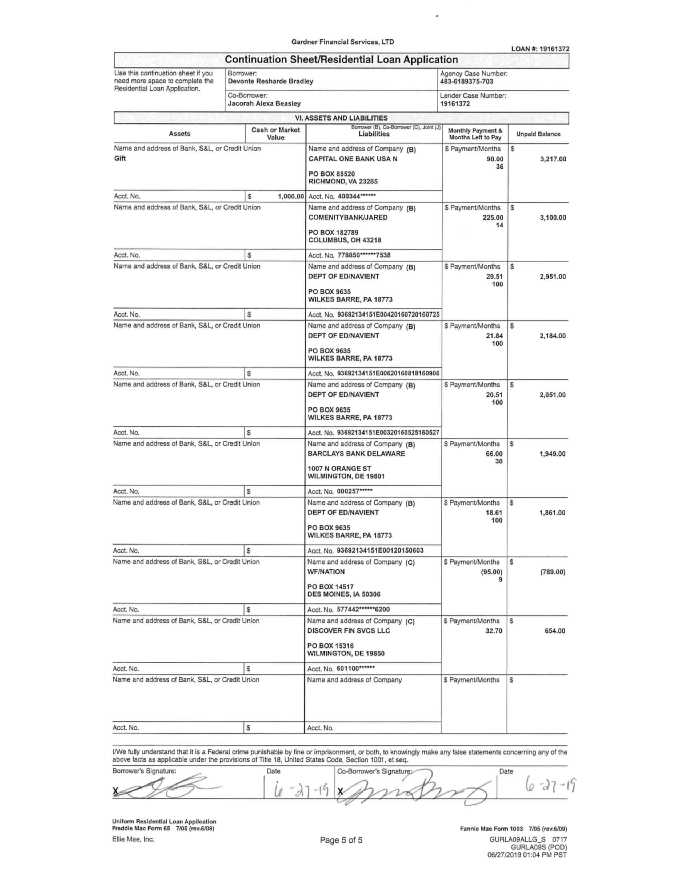 Gardner Financial Services, LTD
LOAN #: 19161372
Continuation Sheet/Residential Loan Application
Use this continuation sheet if you
need more space to complete the
Residential Loan Application.
Borrower:
Devonte Resharde Bradley
Agency Case Number:
483-6189375-703
Co-Borrower:
Jacorah Alexa Beasley
Lender Case Number:
19161372
VI. ASSETS AND LIABILITIES
Assets
Cash or Market
Value
Borrower (B), Co-Borrower (C), Joint (J)
Liabilities
Monthly Payment &
Months Left to Pay
Unpaid Balance
Name and address of Bank, S&L, or Credit Union
Gift
Name and address of Company (B)
CAPITAL ONE BANK USA N
PO BOX 85520
RICHMOND, VA 23285
$ Payment/Months
90.00
36
$
3,217.00
Acct. No.
$ 1,000.00
Acct. No. 400344******
Name and address of Bank, S&L, or Credit Union
Name and address of Company (B)
COMENITYBANK/JARED
PO BOX 182789
COLUMBUS, OH 43218
$ Payment/Months
225.00
14
$
3,100.00
Acct. No.
$
Acct. No. 778850******7538
Name and address of Bank, S&L, or Credit Union
Name and address of Company (B)
DEPT OF ED/NAVIENT
PO BOX 9635
WILKES BARRE, PA 18773
$ Payment/Months
29.51
100
$
2,951.00
Acct. No.
$
Acct. No. 93692134151E00420160720160725
Name and address of Bank, S&L, or Credit Union
Name and address of Company (B)
DEPT OF ED/NAVIENT
PO BOX 9635
WILKES BARRE, PA 18773
$ Payment/Months
21.84
100
$
2,184.00
Acct. No.
$
Acct. No. 93692134151E00620160818160906
Name and address of Bank, S&L, or Credit Union
Name and address of Company (B)
DEPT OF ED/NAVIENT
PO BOX 9635
WILKES BARRE, PA 18773
$ Payment/Months
20.51
100
$
2,051.00
Acct. No.
$
Acct. No. 93692134151E00320160525160527
Name and address of Bank, S&L, or Credit Union
Name and address of Company (B)
BARCLAYS BANK DELAWARE
1007 N ORANGE ST
WILMINGTON, DE 19801
$ Payment/Months
66.00
30
$
1,949.00
Acct. No.
$
Acct. No. 000257*****
Name and address of Bank, S&L, or Credit Union
Name and address of Company (B)
DEPT OF ED/NAVIENT
PO BOX 9635
WILKES BARRE, PA 18773
$ Payment/Months
18.61
100
$
1,861.00
Acct. No.
$
Acct. No. 93692134151E00120150603
Name and address of Bank, S&L, or Credit Union
Name and address of Company (C)
WF/NATION
PO BOX 14517
DES MOINES, IA 50306
$ Payment/Months
(95.00)
9
$
(789.00)
Acct. No.
$
Acct. No. 577442******6200
Name and address of Bank, S&L, or Credit Union
Name and address of Company (C)
DISCOVER FIN SVCS LLC
PO BOX 15316
WILMINGTON, DE 19850
$ Payment/Months
32.70
$
654.00
Acct. No.
$
Acct. No. 601100******
Name and address of Bank, S&L, or Credit Union
Name and address of Company
$ Payment/Months
$
Acct. No.
$
Acct. No.
I/We fully understand that it is a Federal crime punishable by fine or imprisonment, or both, to knowingly make any false statements concerning any of the
above facts as applicable under the provisions of Title 18, United States Code, Section 1001, et seq.
Borrower's Signature:
X
Date
6-27-19
Co-Borrower's Signature:
X
Date
6-27-19
Uniform Residential Loan Application
Freddie Mac Form 65 7/05 (rev.6/09)
Ellie Mae, Inc.
Page 5 of 5
Fannie Mae Form 1003 7/05 (rev.6/09)
GURLA09ALLG_S 0717
GURLA09S (POD)
06/27/2019 01:04 PM PST